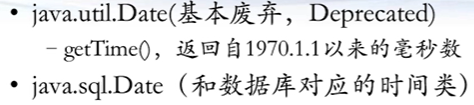 • java.util.Date(基本废弃，Deprecated)
– getTime()，返回自1970.1.1以来的毫秒数
• java.sql.Date（和数据库对应的时间类）